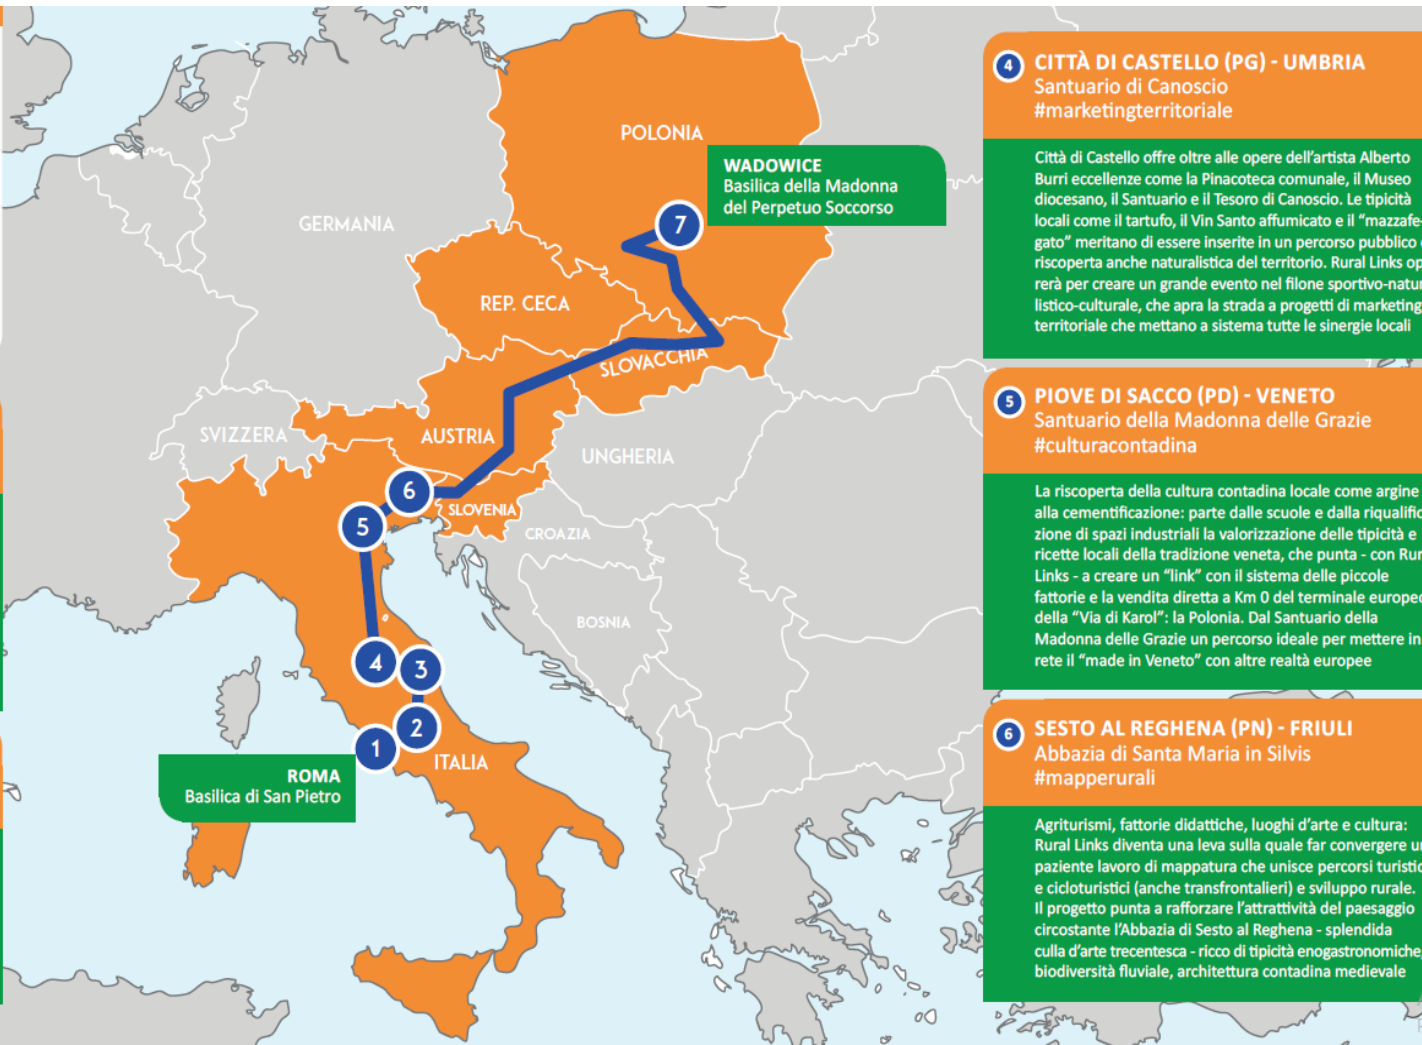 POLONIA
WADOWICE
Basilica della Madonna
del Perpetuo Soccorso
7
GERMANIA
REP. CECA
SLOVACCHIA
SVIZZERA
AUSTRIA
UNGHERIA
6
SLOVENIA
5
CROAZIA
BOSNIA
4
3
2
1
ITALIA
ROMA
Basilica di San Pietro
4 CITTÀ DI CASTELLO (PG) - UMBRIA
Santuario di Canoscio
#marketingterritoriale
Città di Castello offre oltre alle opere dell'artista Alberto
Burri eccellenze come la Pinacoteca comunale, il Museo
diocesano, il Santuario e il Tesoro di Canoscio. Le tipicità
locali come il tartufo, il Vin Santo affumicato e il "mazzafe-
gato" meritano di essere inserite in un percorso pubblico
riscoperta anche naturalistica del territorio. Rural Links op
rerà per creare un grande evento nel filone sportivo-natur
listico-culturale, che apra la strada a progetti di marketing
territoriale che mettano a sistema tutte le sinergie locali
5 PIOVE DI SACCO (PD) - VENETO
Santuario della Madonna delle Grazie
#culturacontadina
La riscoperta della cultura contadina locale come argine
alla cementificazione: parte dalle scuole e dalla riqualific
zione di spazi industriali la valorizzazione delle tipicità e
ricette locali della tradizione veneta, che punta - con Rur
Links - a creare un "link" con il sistema delle piccole
fattorie e la vendita diretta a Km 0 del terminale europeo
della "Via di Karol": la Polonia. Dal Santuario della
Madonna delle Grazie un percorso ideale per mettere in
rete il "made in Veneto" con altre realtà europee
6 SESTO AL REGHENA (PN) - FRIULI
Abbazia di Santa Maria in Silvis
#mapperurali
Agriturismi, fattorie didattiche, luoghi d'arte e cultura:
Rural Links diventa una leva sulla quale far convergere un
paziente lavoro di mappatura che unisce percorsi turistic
e cicloturistici (anche transfrontalieri) e sviluppo rurale.
Il progetto punta a rafforzare l'attrattività del paesaggio
circostante l'Abbazia di Sesto al Reghena - splendida
culla d'arte trecentesca - ricco di tipicità enogastronomiche,
biodiversità fluviale, architettura contadina medievale